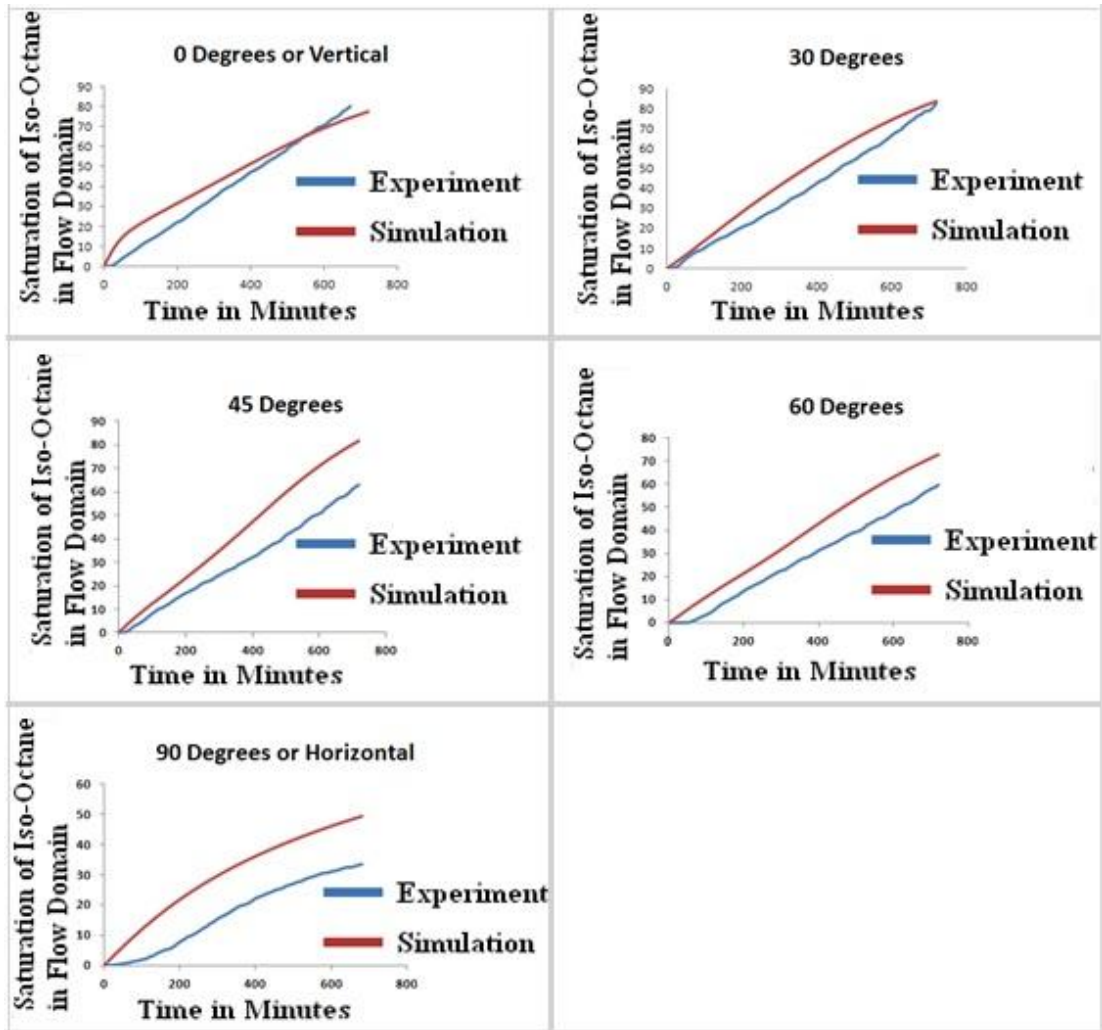 0 Degrees or Vertical
Saturation of Iso-Octane
in Flow Domain
90
80
70
60
50
40
30
20
10
0
0 200 400 600 800
Experiment
Simulation
Time in Minutes
30 Degrees
Saturation of Iso-Octane
in Flow Domain
90
80
70
60
50
40
30
20
10
0
0 200 400 600 800
Experiment
Simulation
Time in Minutes
45 Degrees
Saturation of Iso-Octane
in Flow Domain
90
80
70
60
50
40
30
20
10
0
0 200 400 600 800
Experiment
Simulation
Time in Minutes
60 Degrees
Saturation of Iso-Octane
in Flow Domain
80
70
60
50
40
30
20
10
0
0 200 400 600 800
Experiment
Simulation
Time in Minutes
90 Degrees or Horizontal
Saturation of Iso-Octane
in Flow Domain
60
50
40
30
20
10
0
0 200 400 600 800
Experiment
Simulation
Time in Minutes